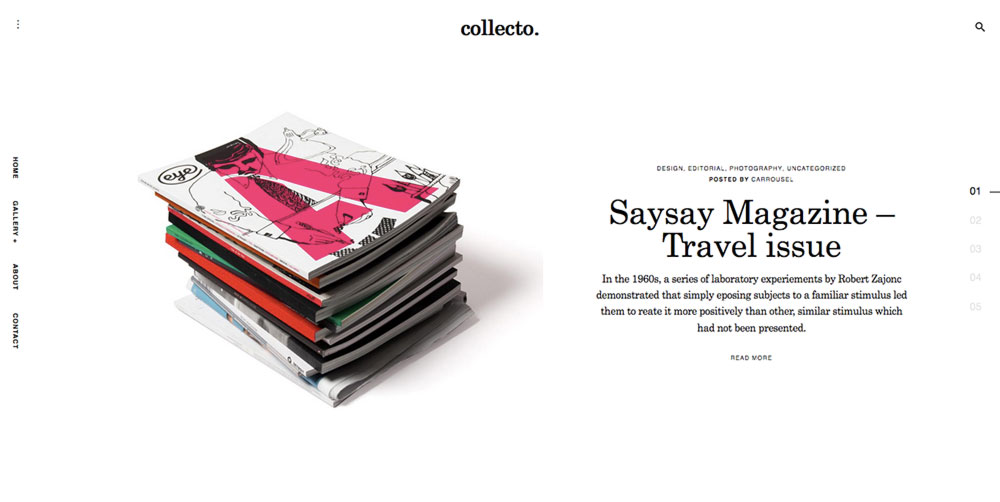 collecto.
HOME
GALLERY +
ABOUT
CONTACT
eye
DESIGN, EDITORIAL, PHOTOGRAPHY, UNCATEGORIZED
POSTED BY CARROUSEL
Saysay Magazine –
Travel issue
In the 1960s, a series of laboratory experiements by Robert Zajonc
demonstrated that simply eposing subjects to a familiar stimulus led
them to reate it more positively than other, similar stimulus which
had not been presented.
READ MORE
01
02
03
04
05